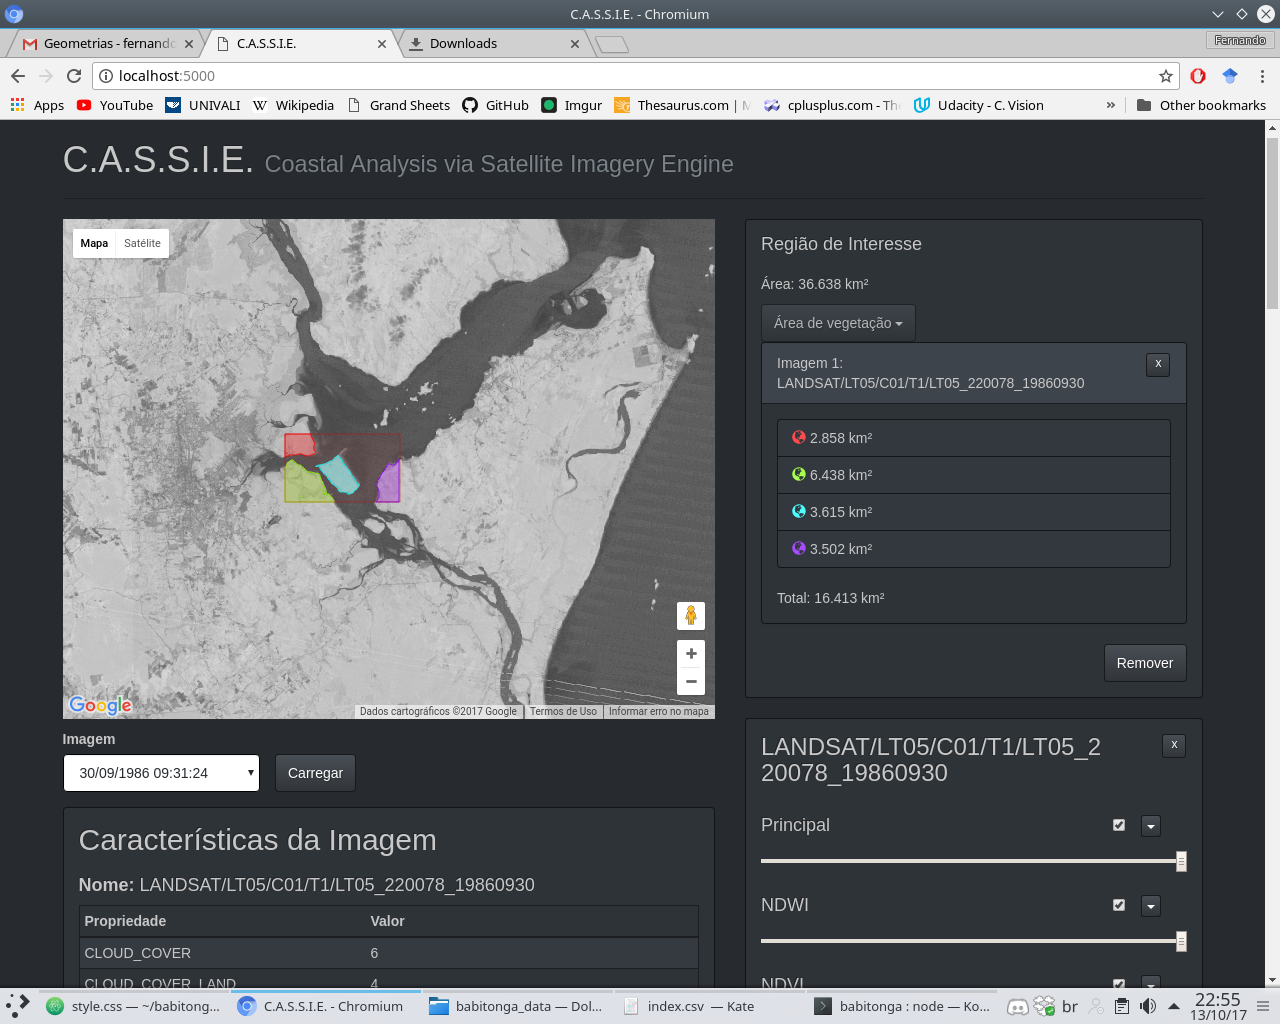 C.A.S.S.I.E. - Chromium
Geometrias - fernando
C.A.S.S.I.E.
Downloads
Fernando
localhost:5000
Apps
YouTube
UNIVALI
Wikipedia
Grand Sheets
GitHub
Imgur
Thesaurus.com |
cplusplus.com - The
Udacity - C. Vision
»
Other bookmarks
C.A.S.S.I.E. Coastal Analysis via Satellite Imagery Engine
Mapa Satélite
Google
Dados cartográficos ©2017 Google
Termos de Uso
Informar erro no mapa
Imagem
30/09/1986 09:31:24
Carregar
Características da Imagem
Nome: LANDSAT/LT05/C01/T1/LT05_220078_19860930
Propriedade Valor
CLOUD_COVER 6
CLOUD_COVER_LAND 4
Região de Interesse
Área: 36.638 km²
Área de vegetação
Imagem 1:
x
LANDSAT/LT05/C01/T1/LT05_220078_19860930
2.858 km²
6.438 km²
3.615 km²
3.502 km²
Total: 16.413 km²
Remover
LANDSAT/LT05/C01/T1/LT05_2
20078_19860930
x
Principal
NDWI
NDVI
style.css — ~/babitong...
C.A.S.S.I.E. - Chromium
babitonga_data — Dol...
index.csv — Kate
babitonga : node — Ko...
br
22:55
13/10/17